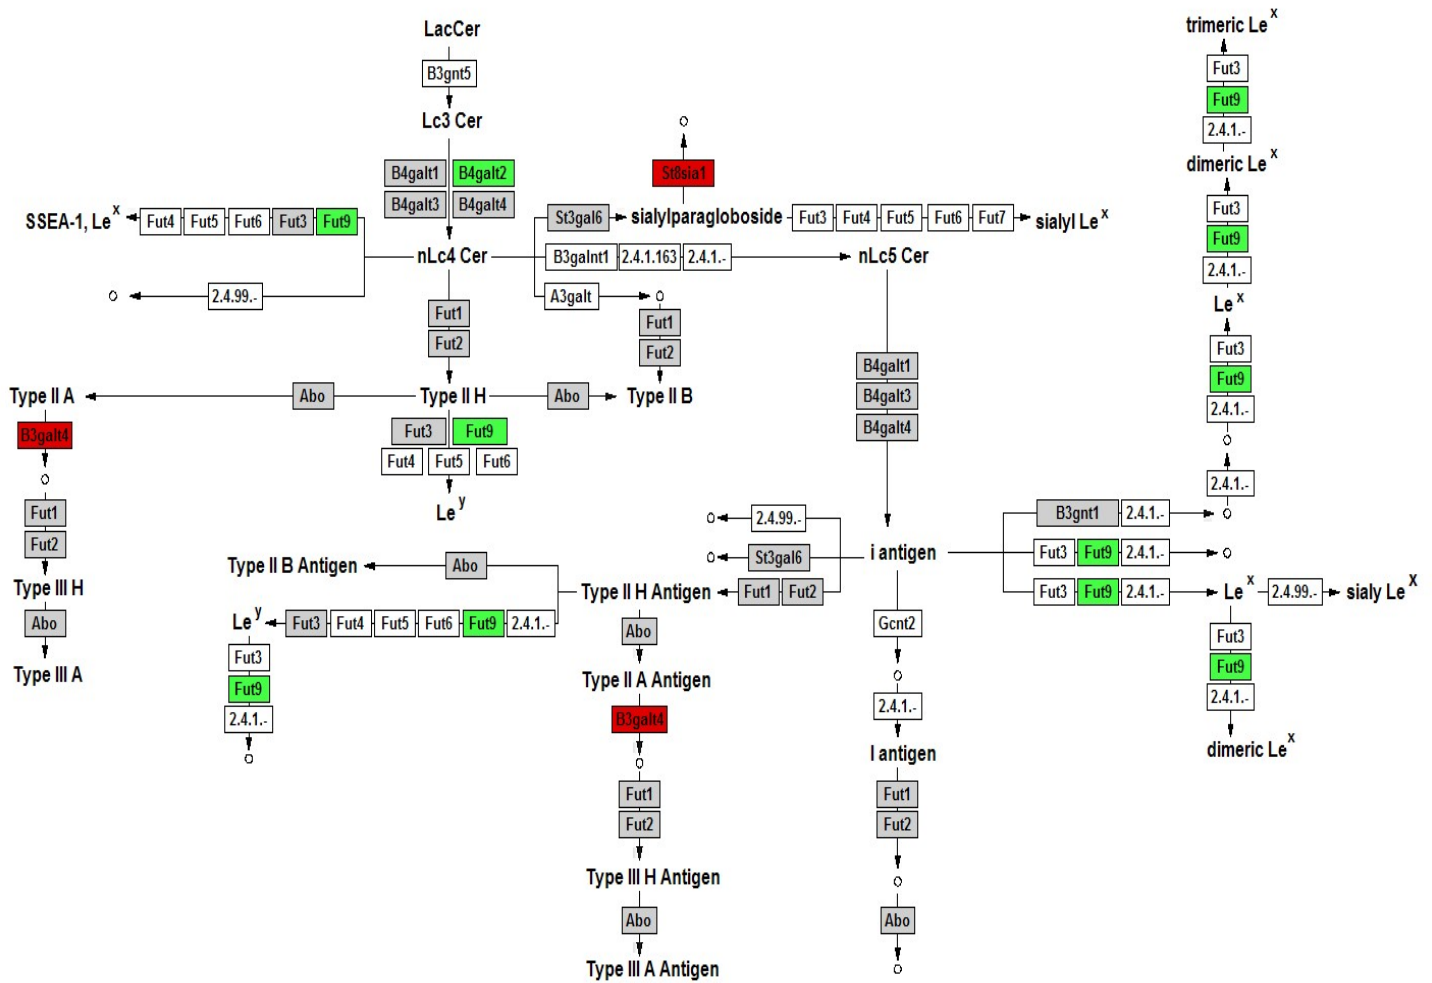 LacCer
trimeric Le x
B3gnt5
Fut3
Fut9
2.4.1.-
Lc3 Cer
dimeric Le x
B4galt1 B4galt2
St8sia1
B4galt3 B4galt4
Fut3
Fut9
2.4.1.-
SSEA-1, Le x Fut4 Fut5 Fut6 Fut3 Fut9
St3gal6 sialylparagloboside Fut3 Fut4 Fut5 Fut6 Fut7 sialyl Le x
nLc4 Cer B3galnt1 2.4.1.163 2.4.1.- nLc5 Cer
2.4.99.- A3galt
Le x
Fut1
Fut2
Fut1
Fut2
Fut3
Fut9
2.4.1.-
B4galt1
B4galt3
B4galt4
Type II A Abo Type II H Abo Type II B
B3galt4
Fut3 Fut9
Fut4 Fut5 Fut6
Le y
2.4.1.-
Fut1
Fut2
2.4.99.-
B3gnt1 2.4.1.-
St3gal6 i antigen Fut3 Fut9 2.4.1.-
Type II B Antigen Abo
Type III H
Type II H Antigen Fut1 Fut2
Fut3 Fut9 2.4.1.- Le x 2.4.99.- sialy Le x
Abo
Le y Fut3 Fut4 Fut5 Fut6 Fut9 2.4.1.-
Abo
Gcnt2
Fut3
Fut9
2.4.1.-
Type III A
Fut3
Fut9
2.4.1.-
Type II A Antigen
B3galt4
2.4.1.-
dimeric Le x
I antigen
Fut1
Fut2
Fut1
Fut2
Type III H Antigen
Abo
Abo
Type III A Antigen